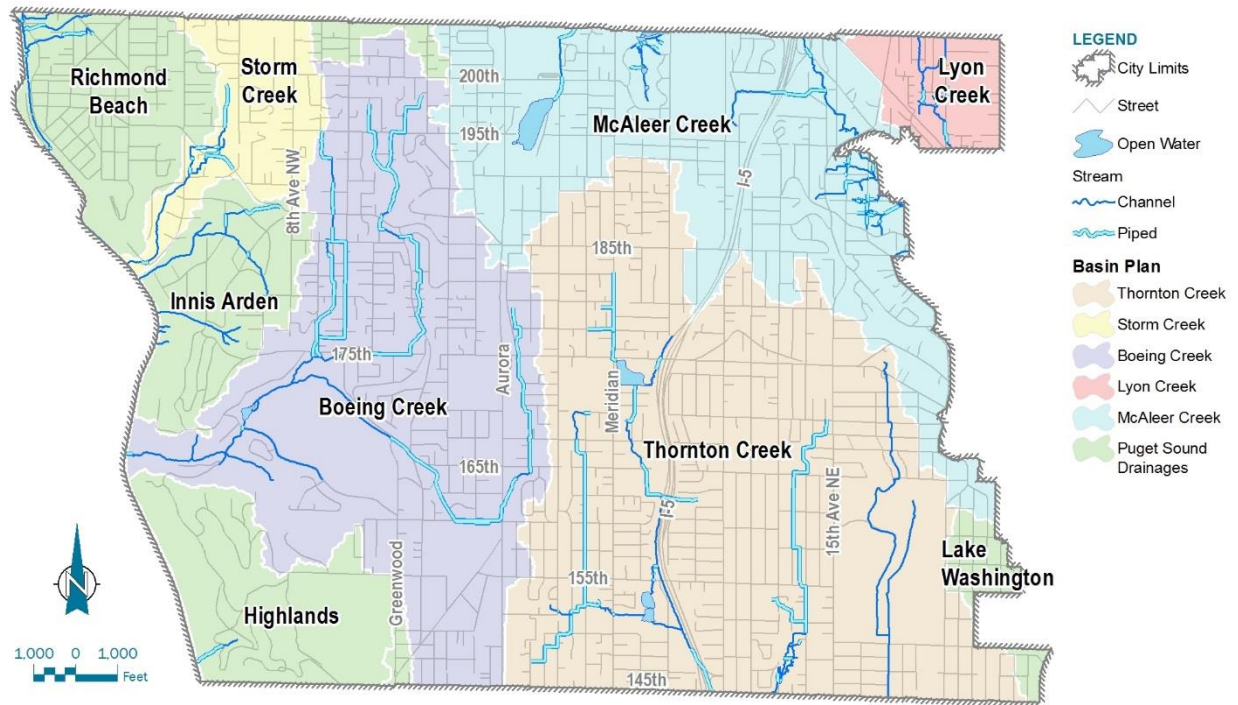 Richmond
Beach
Storm
Creek
200th
195th
McAleer Creek
I-5
Lyon
Creek
8th Ave NW
185th
Innis Arden
175th
Aurora
Boeing Creek
Meridian
165th
Thornton Creek
I-5
15th Ave NE
Greenwood
155th
Lake
Washington
Highlands
145th
N
1,000 0 1,000
Feet
LEGEND
City Limits
Street
Open Water
Stream
Channel
Piped
Basin Plan
Thornton Creek
Storm Creek
Boeing Creek
Lyon Creek
McAleer Creek
Puget Sound
Drainages